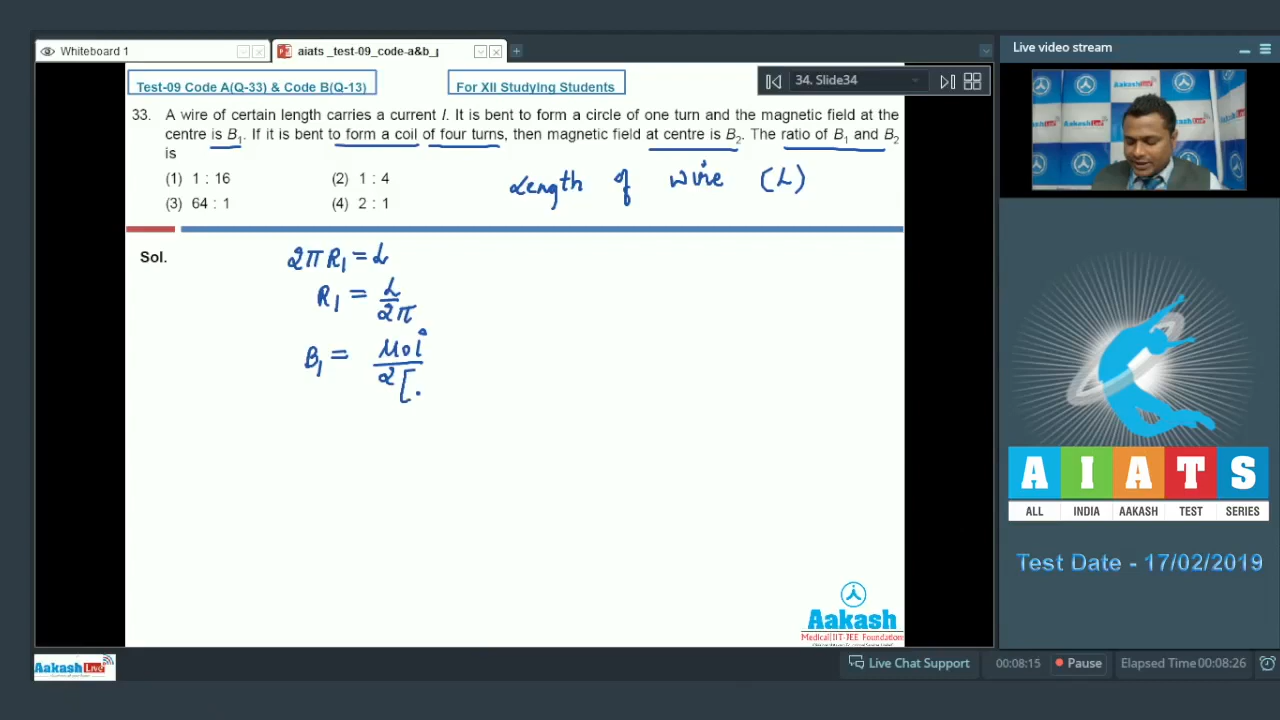 Whiteboard 1
aiats _test-09_code-a&b_p
Live video stream
Test-09 Code A(Q-33) & Code B(Q-13)
For XII Studying Students
34. Slide34
33. A wire of certain length carries a current I. It is bent to form a circle of one turn and the magnetic field at the
centre is B₁. If it is bent to form a coil of four turns, then magnetic field at centre is B₂. The ratio of B₁ and B₂
is
(1) 1 : 16 (2) 1 : 4
(3) 64 : 1 (4) 2 : 1
Length of wire (L)
Sol.
2π R₁ = L
R₁ = L
2π
B₁ = μ₀i
2[.
AIATS
ALL INDIA AAKASH TEST SERIES
Test Date - 17/02/2019
Aakash
Medical|IIT-JEE|Foundations
Aakash Live
Live Chat Support
00:08:15
Pause
Elapsed Time 00:08:26